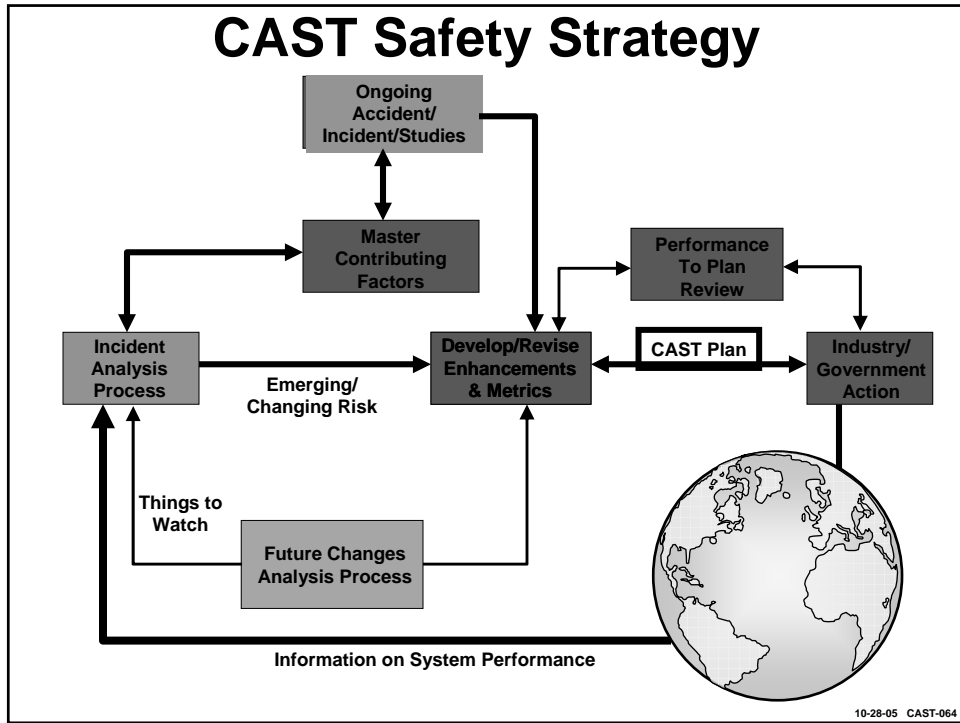 CAST Safety Strategy
Ongoing
Accident/
Incident/Studies
Master
Contributing
Factors
Performance
To Plan
Review
Incident
Analysis
Process
Emerging/
Changing Risk
Develop/Revise
Enhancements
& Metrics
CAST Plan
Industry/
Government
Action
Things to
Watch
Future Changes
Analysis Process
Information on System Performance
10-28-05 CAST-064